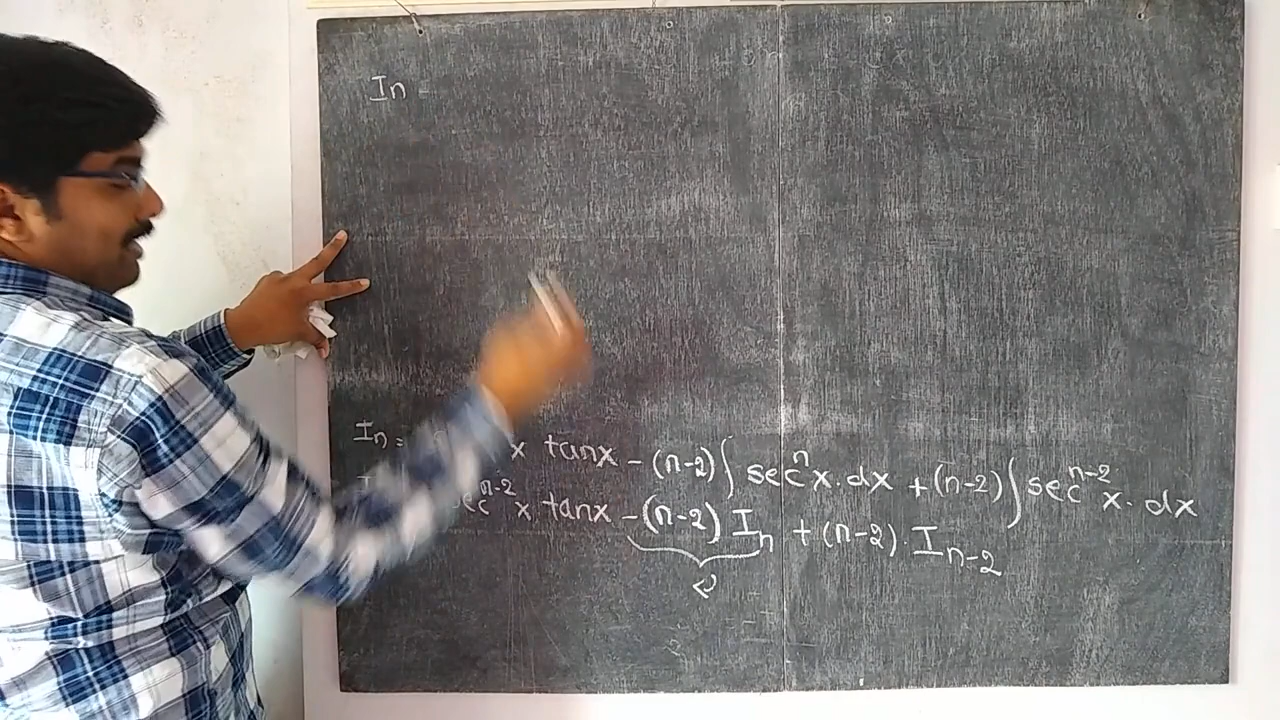 In =
In = x tanx - (n-2) ∫ secⁿx.dx + (n-2) ∫ secⁿ⁻²x. dx
secⁿ⁻²x tanx - (n-2) Iₙ + (n-2). Iₙ₋₂